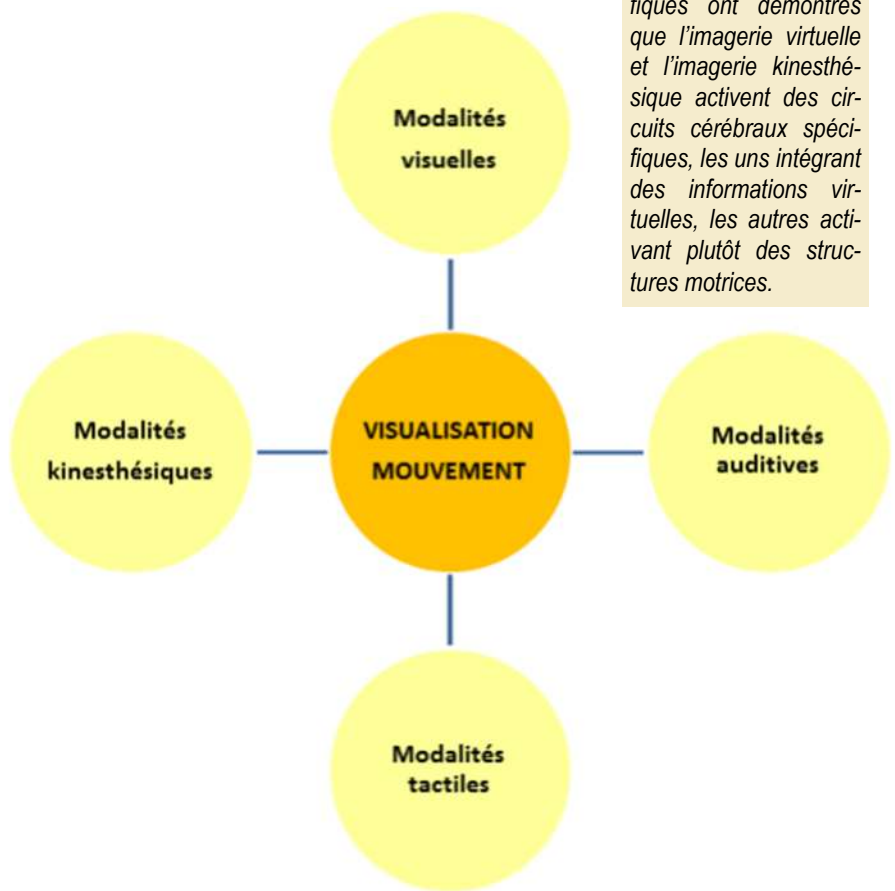 fiques ont démontrés
que l'imagerie virtuelle
et l'imagerie kinesthé-
sique activent des cir-
cuits cérébraux spéci-
fiques, les uns intégrant
des informations vir-
tuelles, les autres acti-
vant plutôt des struc-
tures motrices.
Modalités
visuelles
Modalités
kinesthésiques
VISUALISATION
MOUVEMENT
Modalités
auditives
Modalités
tactiles